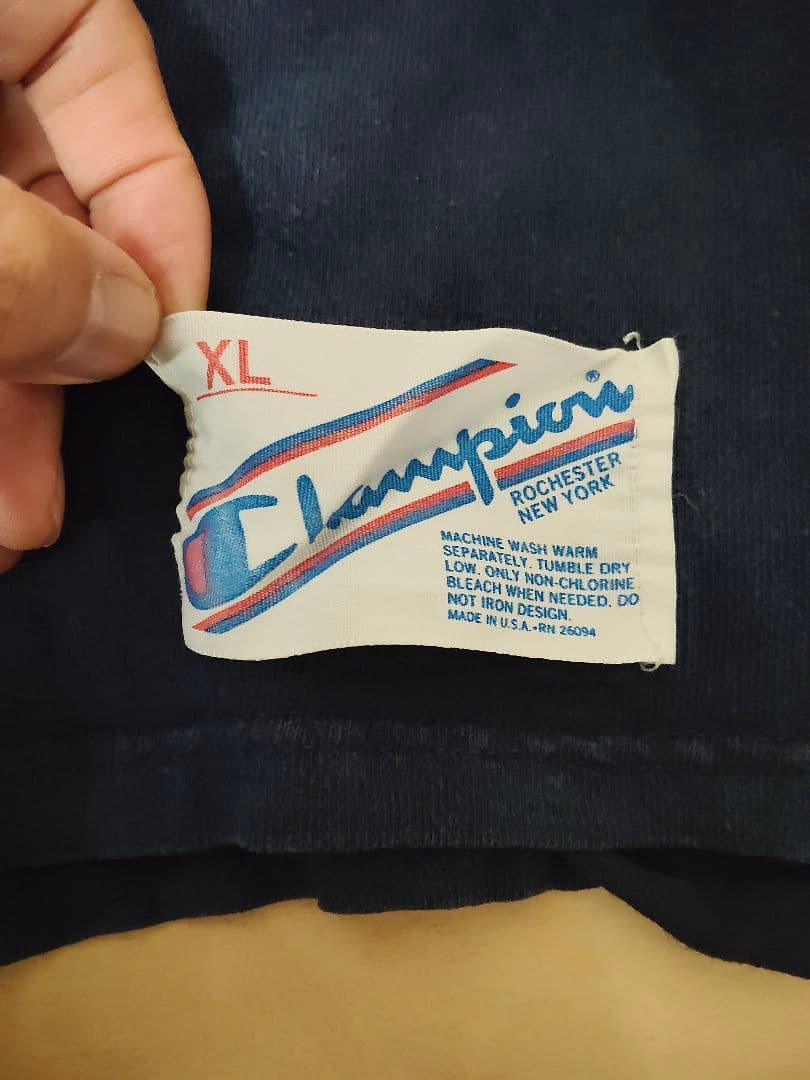 XL
Champion®
ROCHESTER
NEW YORK
MACHINE WASH WARM
SEPARATELY. TUMBLE DRY
LOW. ONLY NON-CHLORINE
BLEACH WHEN NEEDED. DO
NOT IRON DESIGN.
MADE IN U.S.A.-RN 26094